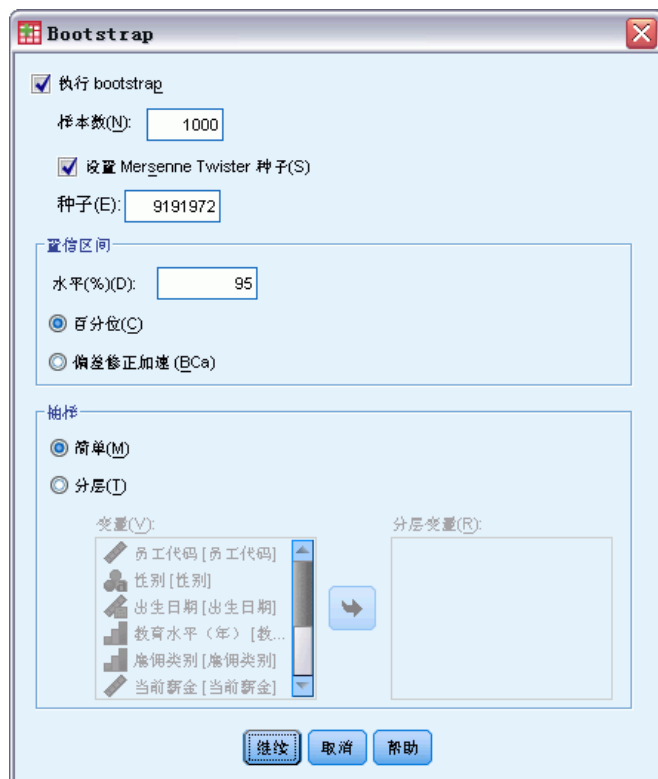 Bootstrap
执行 bootstrap
样本数(N): 1000
设置 Mersenne Twister 种子(S)
种子(E): 9191972
置信区间
水平(%)(D): 95
百分位(C)
偏差修正加速 (BCa)
抽样
简单(M)
分层(T)
变量(V): 分层变量(R):
员工代码 [员工代码]
性别 [性别]
出生日期 [出生日期]
教育水平（年） [教...
雇佣类别 [雇佣类别]
当前薪金 [当前薪金]
继续 取消 帮助